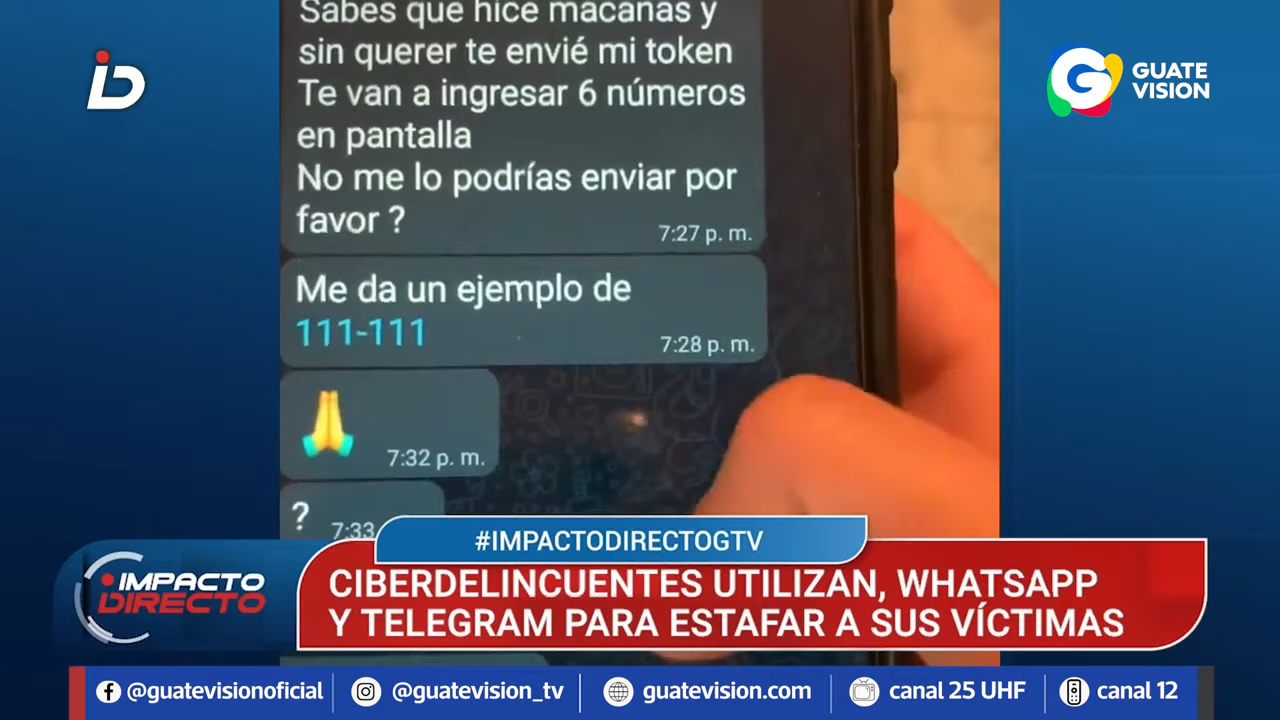 Sabes que hice macanas y
sin querer te envié mi token
Te van a ingresar 6 números
en pantalla
No me lo podrías enviar por
favor ?
7:27 p. m.
Me da un ejemplo de
111-111
7:28 p. m.
7:32 p. m.
?
7:33
iD
GUATE
VISION
#IMPACTODIRECTOGTV
IMPACTO
DIRECTO
CIBERDELINCUENTES UTILIZAN, WHATSAPP
Y TELEGRAM PARA ESTAFAR A SUS VÍCTIMAS
@guatevisionoficial
@guatevision_tv
guatevision.com
canal 25 UHF
canal 12